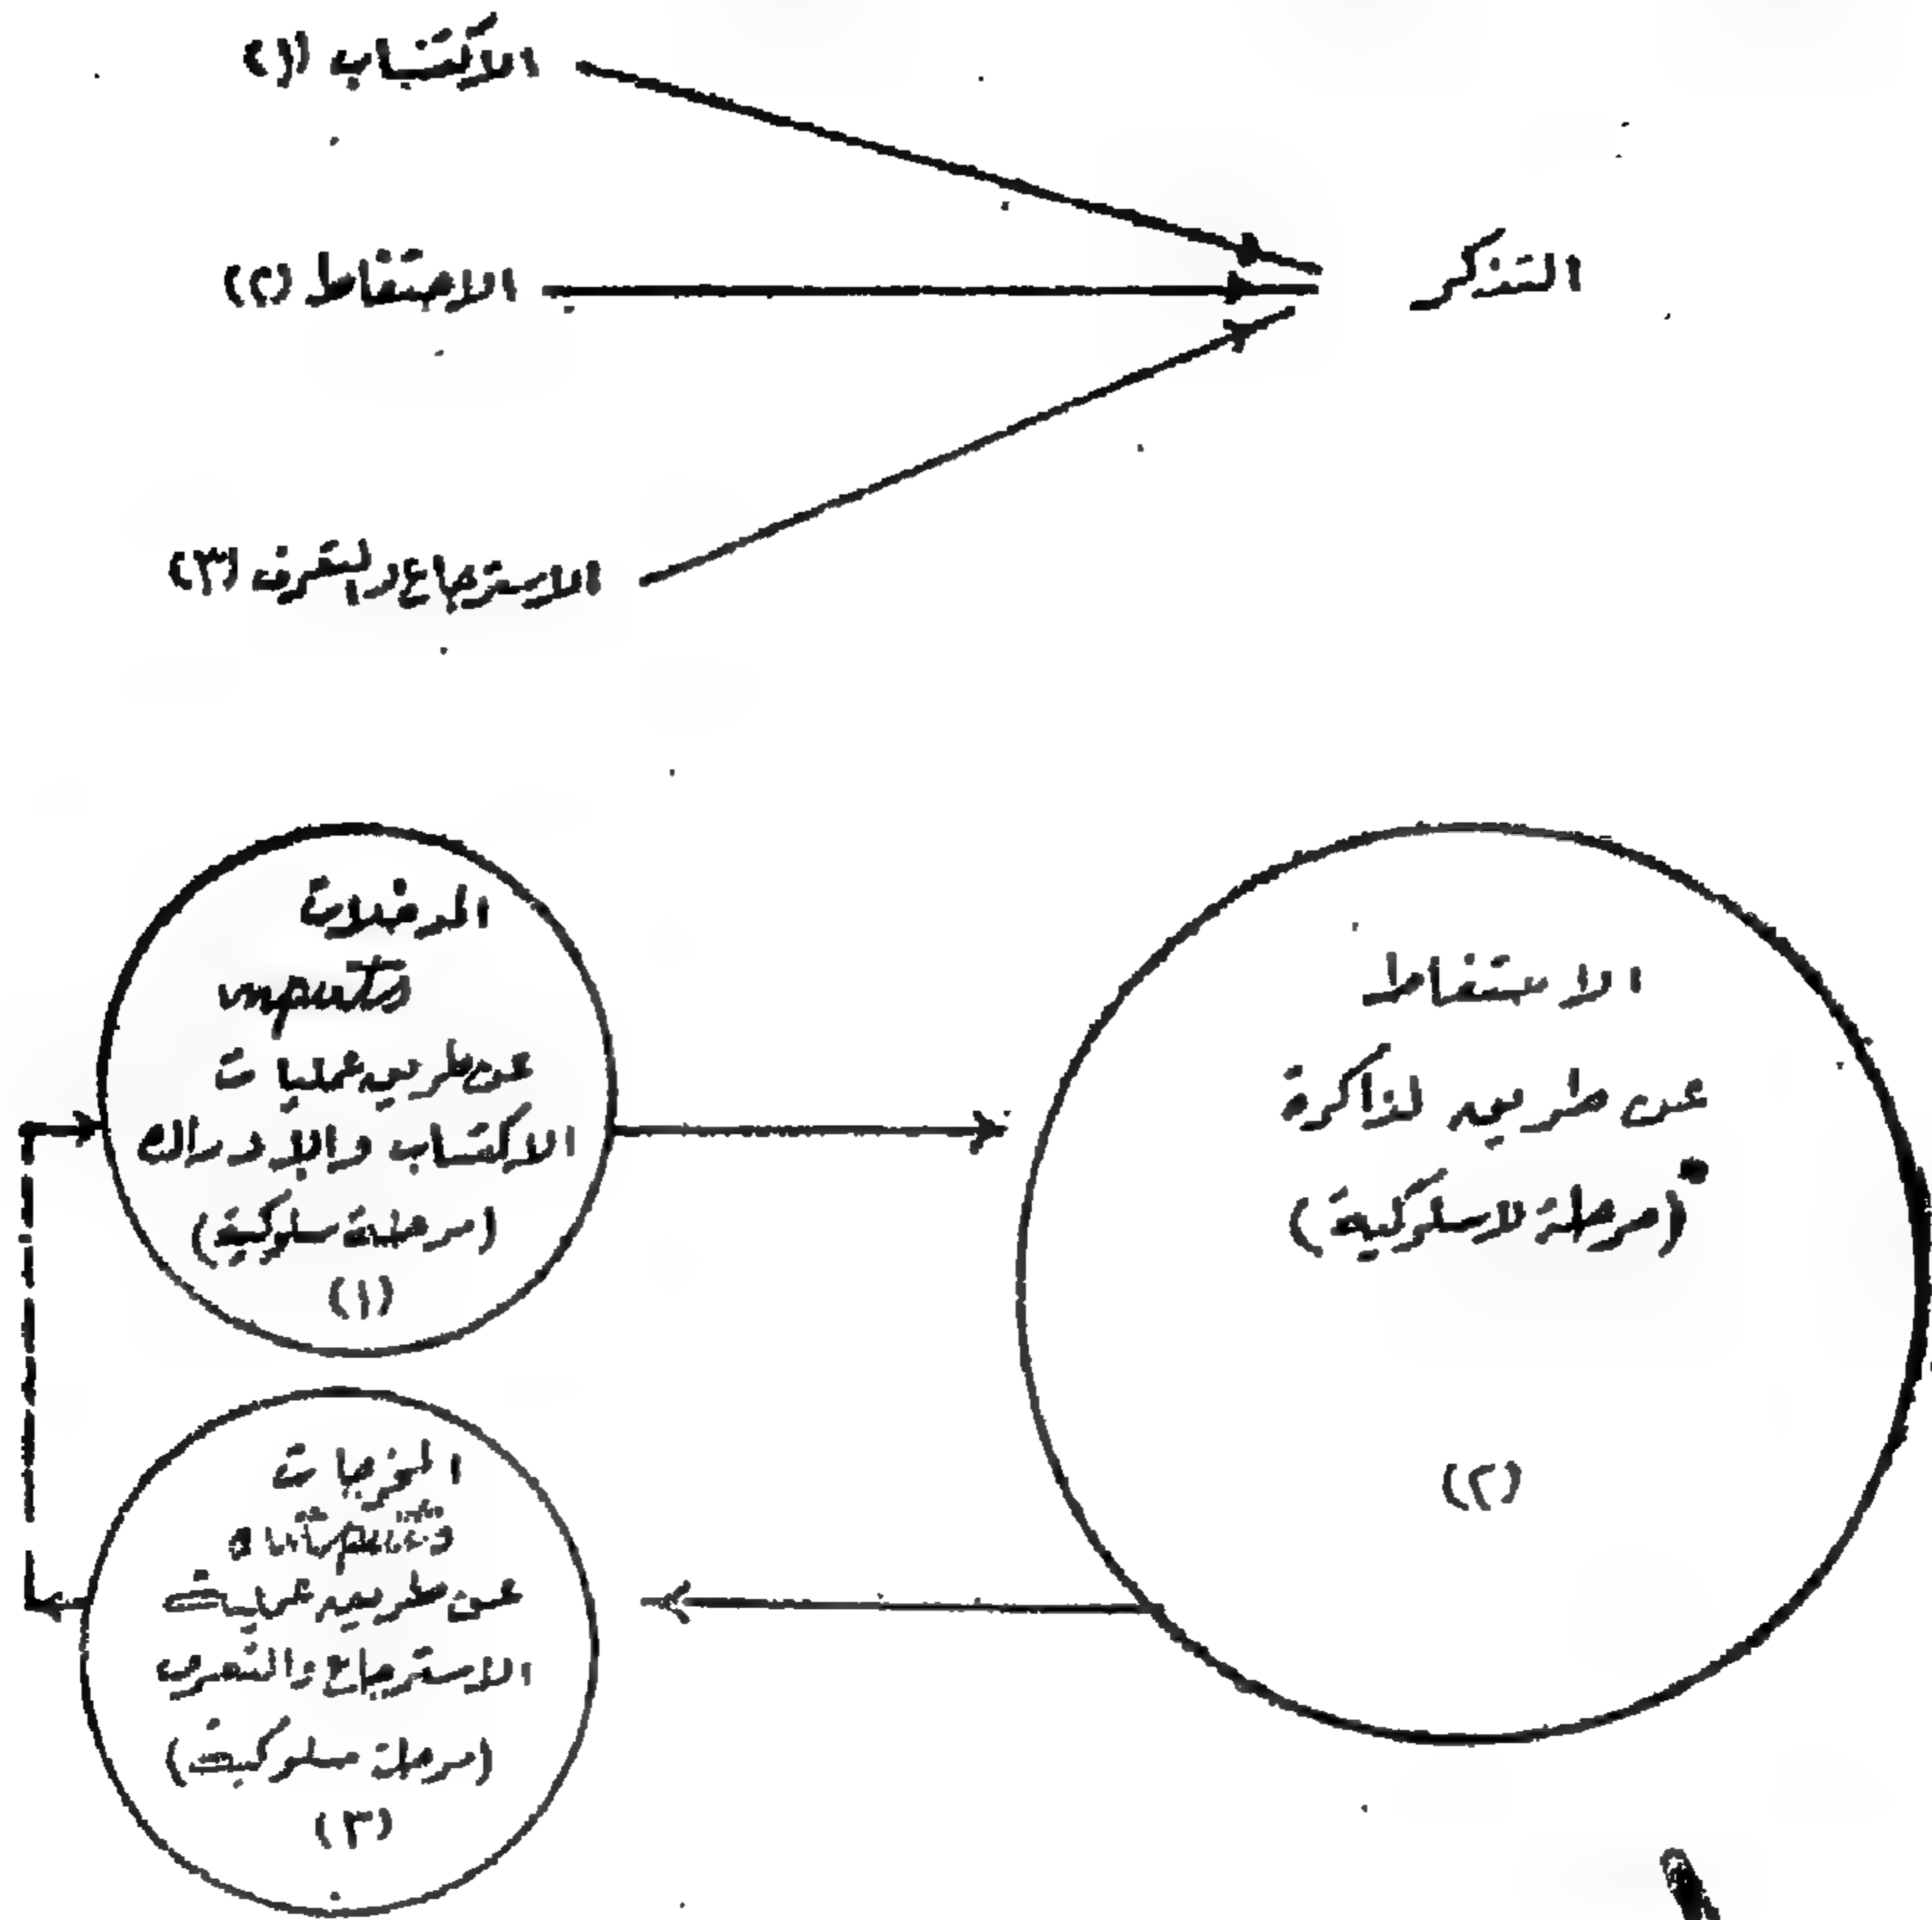 الاكتساب (١)
الاحتفاظ (٢)
التذكر
الاسترجاع والتعرف (٣)
المدخلات
inputs
عن طريق عمليات
الاكتساب والإدراك
(مرحلة سلوكية)
(١)
الاحتفاظ
عن طريق الذاكرة
(مرحلة لاسلوكية)
(٢)
المخرجات
outputs
عن طريق عمليات
الاسترجاع والتعرف
(مرحلة سلوكية)
(٣)